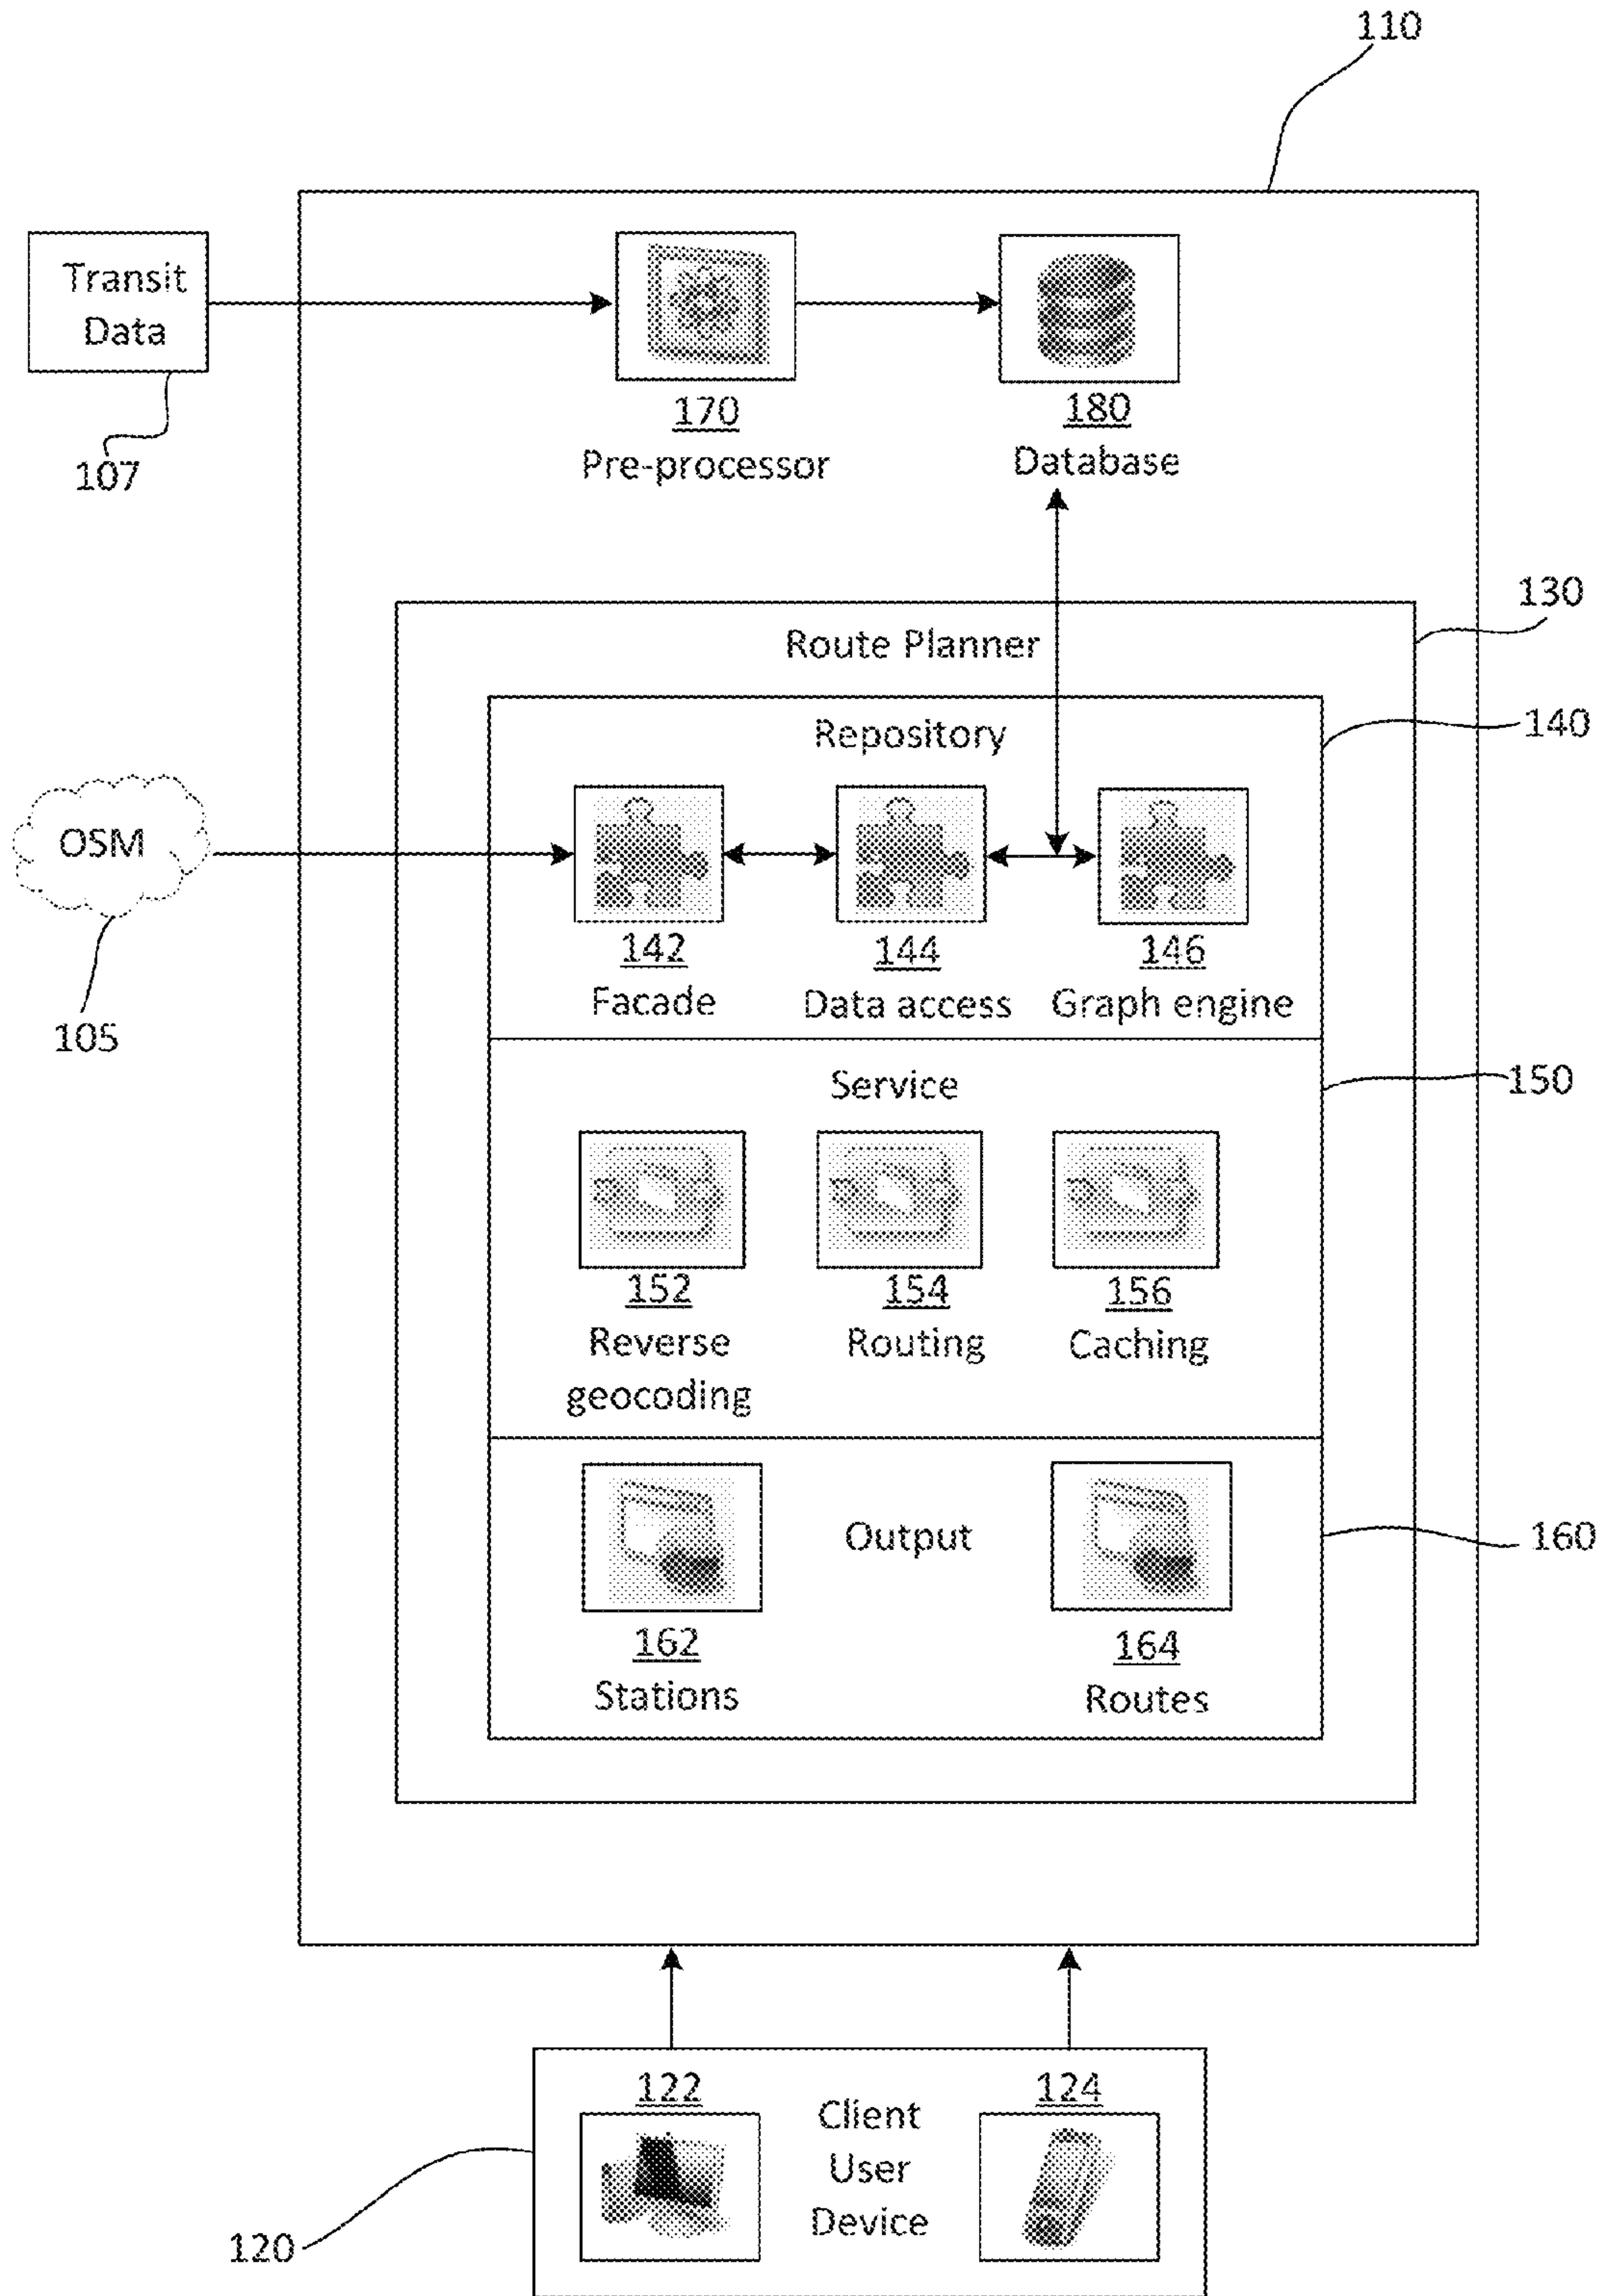 110
Transit
Data
107
170
Pre-processor
180
Database
130
Route Planner
140
Repository
OSM
105
142
Facade
144
Data access
146
Graph engine
150
Service
152
Reverse
geocoding
154
Routing
156
Caching
160
Output
162
Stations
164
Routes
122
124
Client
User
Device
120